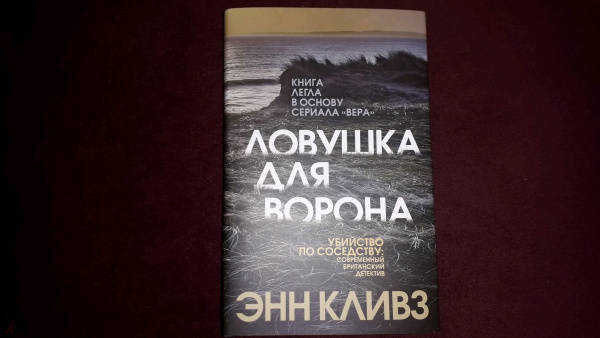 КНИГА
ЛЕГЛА
В ОСНОВУ
СЕРИАЛА «ВЕРА»
ЛОВУШКА
ДЛЯ
ВОРОНА
УБИЙСТВО
ПО СОСЕДСТВУ:
СОВРЕМЕННЫЙ
БРИТАНСКИЙ
ДЕТЕКТИВ
ЭНН КЛИВЗ